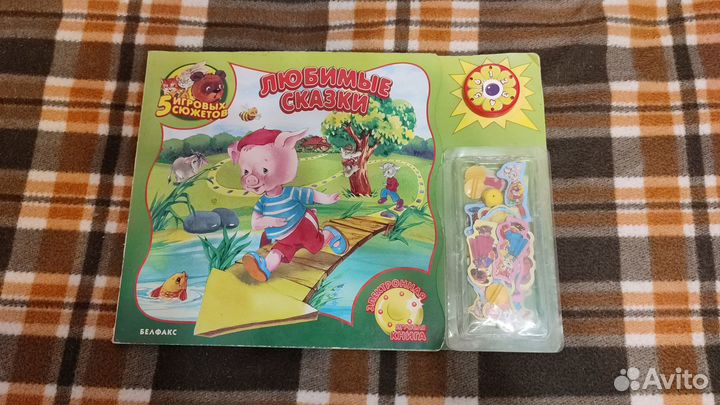 5
ИГРОВЫХ
СЮЖЕТОВ
ЛЮБИМЫЕ
СКАЗКИ
ЭЛЕКТРОННАЯ
ИГРОВАЯ
КНИГА
БЕЛФАКС
Avito